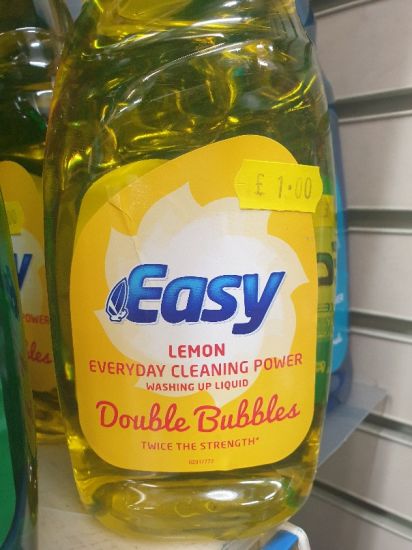 £ 1.00
Easy
LEMON
EVERYDAY CLEANING POWER
WASHING UP LIQUID
Double Bubbles
TWICE THE STRENGTH*